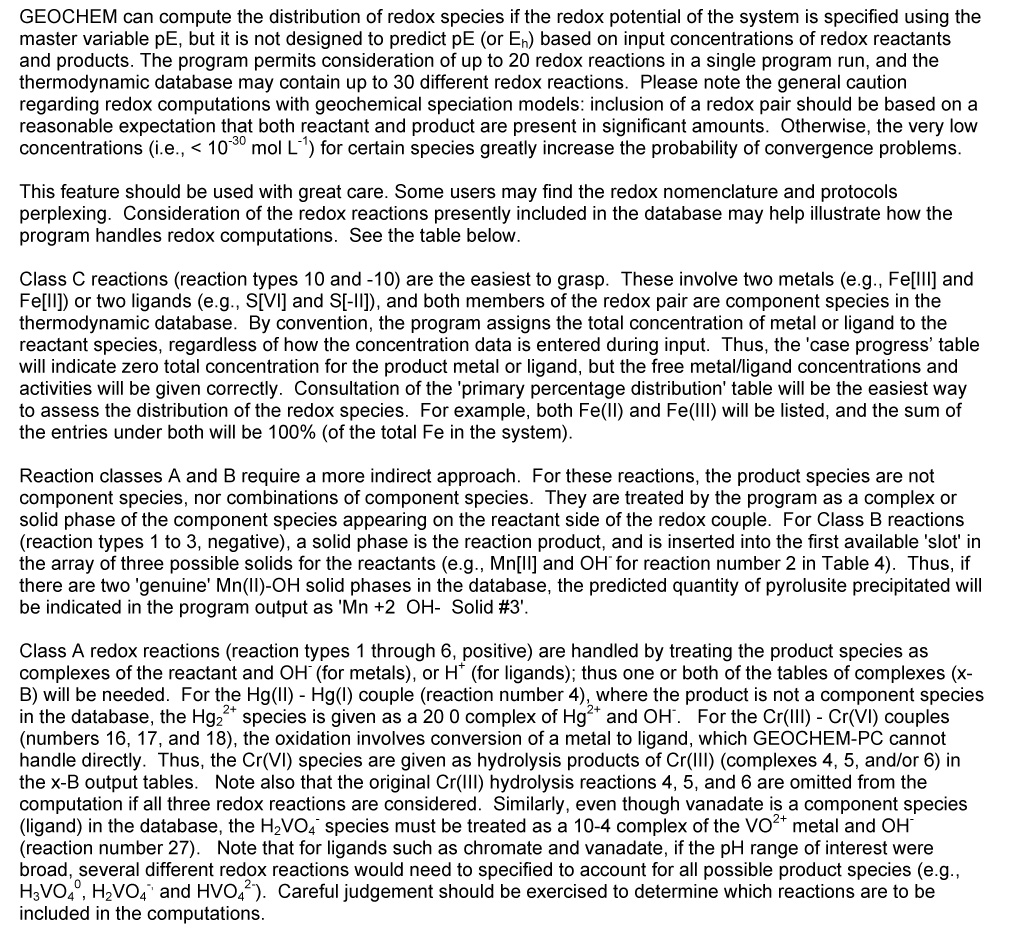 GEOCHEM can compute the distribution of redox species if the redox potential of the system is specified using the
master variable pE, but it is not designed to predict pE (or Eₕ) based on input concentrations of redox reactants
and products. The program permits consideration of up to 20 redox reactions in a single program run, and the
thermodynamic database may contain up to 30 different redox reactions.  Please note the general caution
regarding redox computations with geochemical speciation models: inclusion of a redox pair should be based on a
reasonable expectation that both reactant and product are present in significant amounts.  Otherwise, the very low
concentrations (i.e., < 10⁻³⁰ mol L⁻¹) for certain species greatly increase the probability of convergence problems.

This feature should be used with great care. Some users may find the redox nomenclature and protocols
perplexing.  Consideration of the redox reactions presently included in the database may help illustrate how the
program handles redox computations.  See the table below.

Class C reactions (reaction types 10 and -10) are the easiest to grasp.  These involve two metals (e.g., Fe[III] and
Fe[II]) or two ligands (e.g., S[VI] and S[-II]), and both members of the redox pair are component species in the
thermodynamic database.  By convention, the program assigns the total concentration of metal or ligand to the
reactant species, regardless of how the concentration data is entered during input.  Thus, the 'case progress' table
will indicate zero total concentration for the product metal or ligand, but the free metal/ligand concentrations and
activities will be given correctly.  Consultation of the 'primary percentage distribution' table will be the easiest way
to assess the distribution of the redox species.  For example, both Fe(II) and Fe(III) will be listed, and the sum of
the entries under both will be 100% (of the total Fe in the system).

Reaction classes A and B require a more indirect approach.  For these reactions, the product species are not
component species, nor combinations of component species.  They are treated by the program as a complex or
solid phase of the component species appearing on the reactant side of the redox couple.  For Class B reactions
(reaction types 1 to 3, negative), a solid phase is the reaction product, and is inserted into the first available 'slot' in
the array of three possible solids for the reactants (e.g., Mn[II] and OH⁻ for reaction number 2 in Table 4).  Thus, if
there are two 'genuine' Mn(II)-OH solid phases in the database, the predicted quantity of pyrolusite precipitated will
be indicated in the program output as 'Mn +2  OH-  Solid #3'.

Class A redox reactions (reaction types 1 through 6, positive) are handled by treating the product species as
complexes of the reactant and OH⁻ (for metals), or H⁺ (for ligands); thus one or both of the tables of complexes (x-
B) will be needed.  For the Hg(II) - Hg(I) couple (reaction number 4), where the product is not a component species
in the database, the Hg₂²⁺ species is given as a 20 0 complex of Hg²⁺ and OH⁻.   For the Cr(III) - Cr(VI) couples
(numbers 16, 17, and 18), the oxidation involves conversion of a metal to ligand, which GEOCHEM-PC cannot
handle directly.  Thus, the Cr(VI) species are given as hydrolysis products of Cr(III) (complexes 4, 5, and/or 6) in
the x-B output tables.   Note also that the original Cr(III) hydrolysis reactions 4, 5, and 6 are omitted from the
computation if all three redox reactions are considered.  Similarly, even though vanadate is a component species
(ligand) in the database, the H₂VO₄⁻ species must be treated as a 10-4 complex of the VO²⁺ metal and OH⁻
(reaction number 27).   Note that for ligands such as chromate and vanadate, if the pH range of interest were
broad, several different redox reactions would need to specified to account for all possible product species (e.g.,
H₃VO₄⁰, H₂VO₄⁻, and HVO₄²⁻).  Careful judgement should be exercised to determine which reactions are to be
included in the computations.